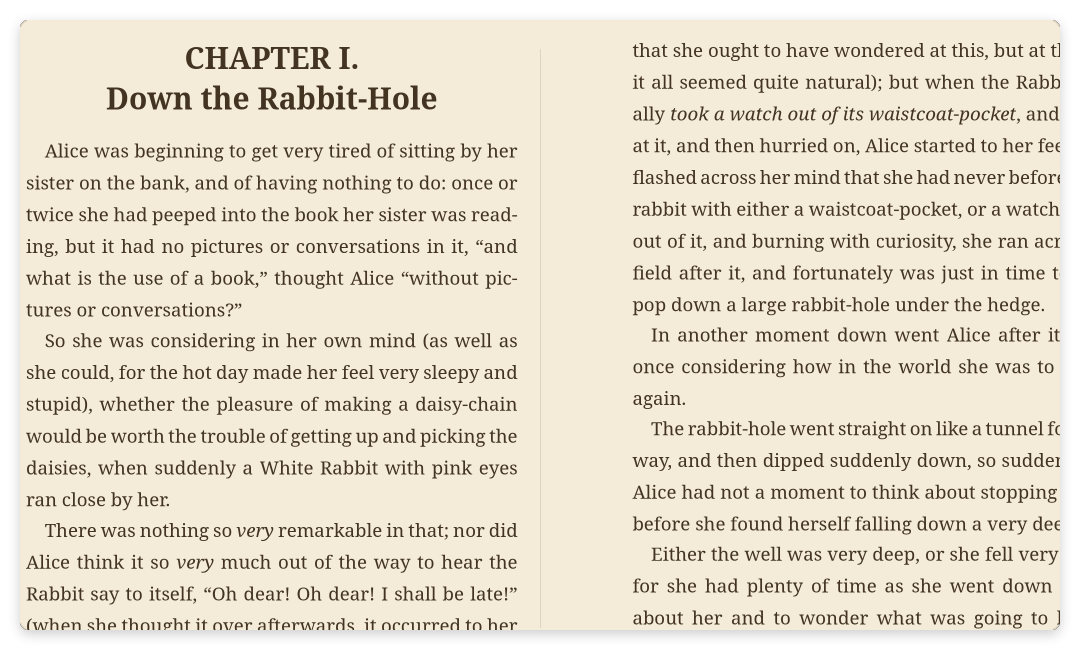 CHAPTER I.
Down the Rabbit-Hole
Alice was beginning to get very tired of sitting by her
sister on the bank, and of having nothing to do: once or
twice she had peeped into the book her sister was read-
ing, but it had no pictures or conversations in it, “and
what is the use of a book,” thought Alice “without pic-
tures or conversations?”
So she was considering in her own mind (as well as
she could, for the hot day made her feel very sleepy and
stupid), whether the pleasure of making a daisy-chain
would be worth the trouble of getting up and picking the
daisies, when suddenly a White Rabbit with pink eyes
ran close by her.
There was nothing so very remarkable in that; nor did
Alice think it so very much out of the way to hear the
Rabbit say to itself, “Oh dear! Oh dear! I shall be late!”
(when she thought it over afterwards, it occurred to her
that she ought to have wondered at this, but at
it all seemed quite natural); but when the
ally took a watch out of its waistcoat-pocket, and
at it, and then hurried on, Alice started to her
flashed across her mind that she had never before
rabbit with either a waistcoat-pocket, or a watch
out of it, and burning with curiosity, she ran
field after it, and fortunately was just in time
pop down a large rabbit-hole under the hedge.
In another moment down went Alice after it
once considering how in the world she was to
again.
The rabbit-hole went straight on like a tunnel
way, and then dipped suddenly down, so
Alice had not a moment to think about stopping
before she found herself falling down a very
Either the well was very deep, or she fell very
for she had plenty of time as she went down
about her and to wonder what was going to